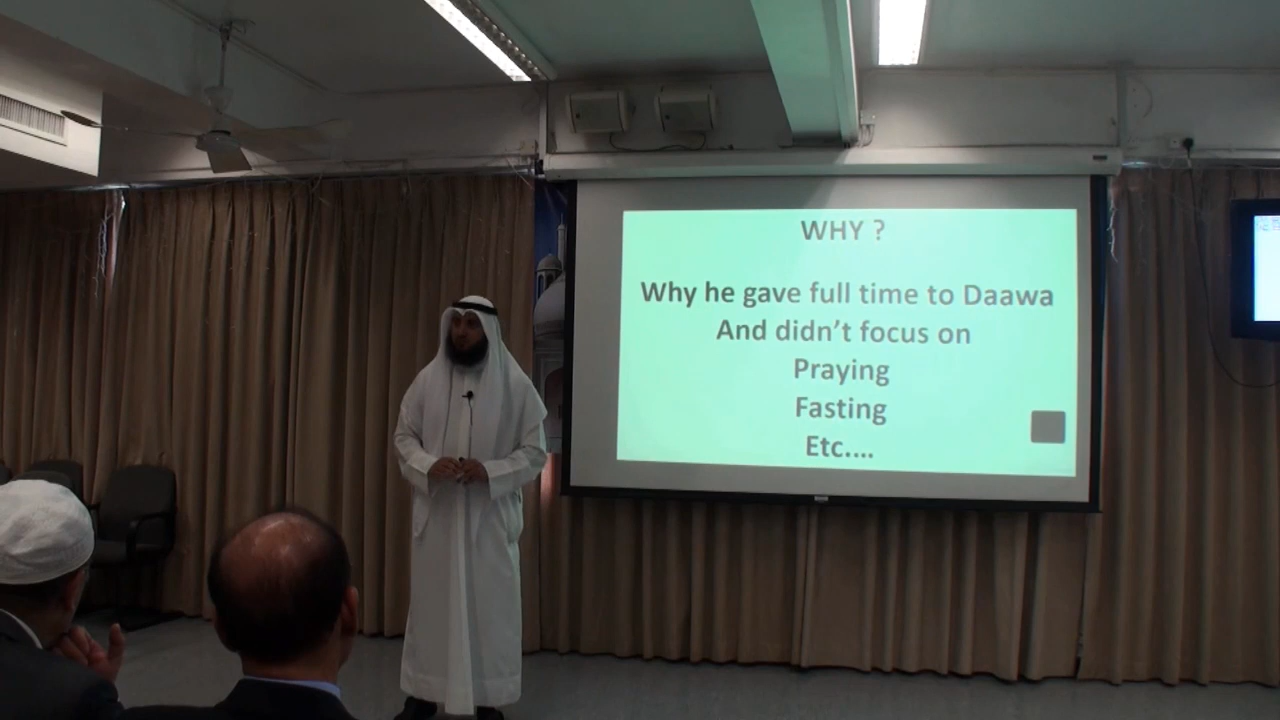 WHY ?
Why he gave full time to Daawa
And didn't focus on
Praying
Fasting
Etc....